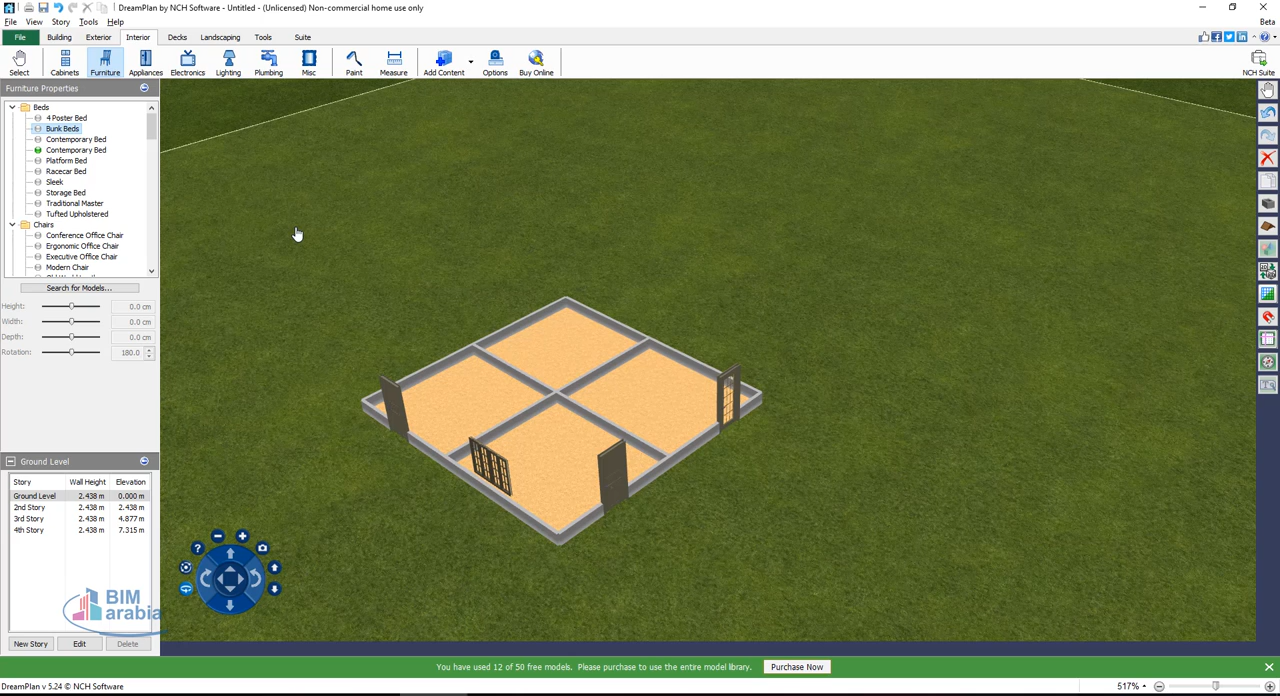 DreamPlan by NCH Software - Untitled - (Unlicensed) Non-commercial home use only
File View Story Tools Help
Beta
File Building Exterior Interior Decks Landscaping Tools Suite
Select Cabinets Furniture Appliances Electronics Lighting Plumbing Misc Paint Measure Add Content Options Buy Online NCH Suite
Furniture Properties
Beds
4 Poster Bed
Bunk Beds
Contemporary Bed
Contemporary Bed
Platform Bed
Racecar Bed
Sleek
Storage Bed
Traditional Master
Tufted Upholstered
Chairs
Conference Office Chair
Ergonomic Office Chair
Executive Office Chair
Modern Chair
Search for Models...
Height: 0.0 cm
Width: 0.0 cm
Depth: 0.0 cm
Rotation: 180.0
Ground Level
Story Wall Height Elevation
Ground Level 2.438 m 0.000 m
2nd Story 2.438 m 2.438 m
3rd Story 2.438 m 4.877 m
4th Story 2.438 m 7.315 m
BIM
arabia
New Story Edit Delete
You have used 12 of 50 free models. Please purchase to use the entire model library. Purchase Now
DreamPlan v 5.24 © NCH Software
517%